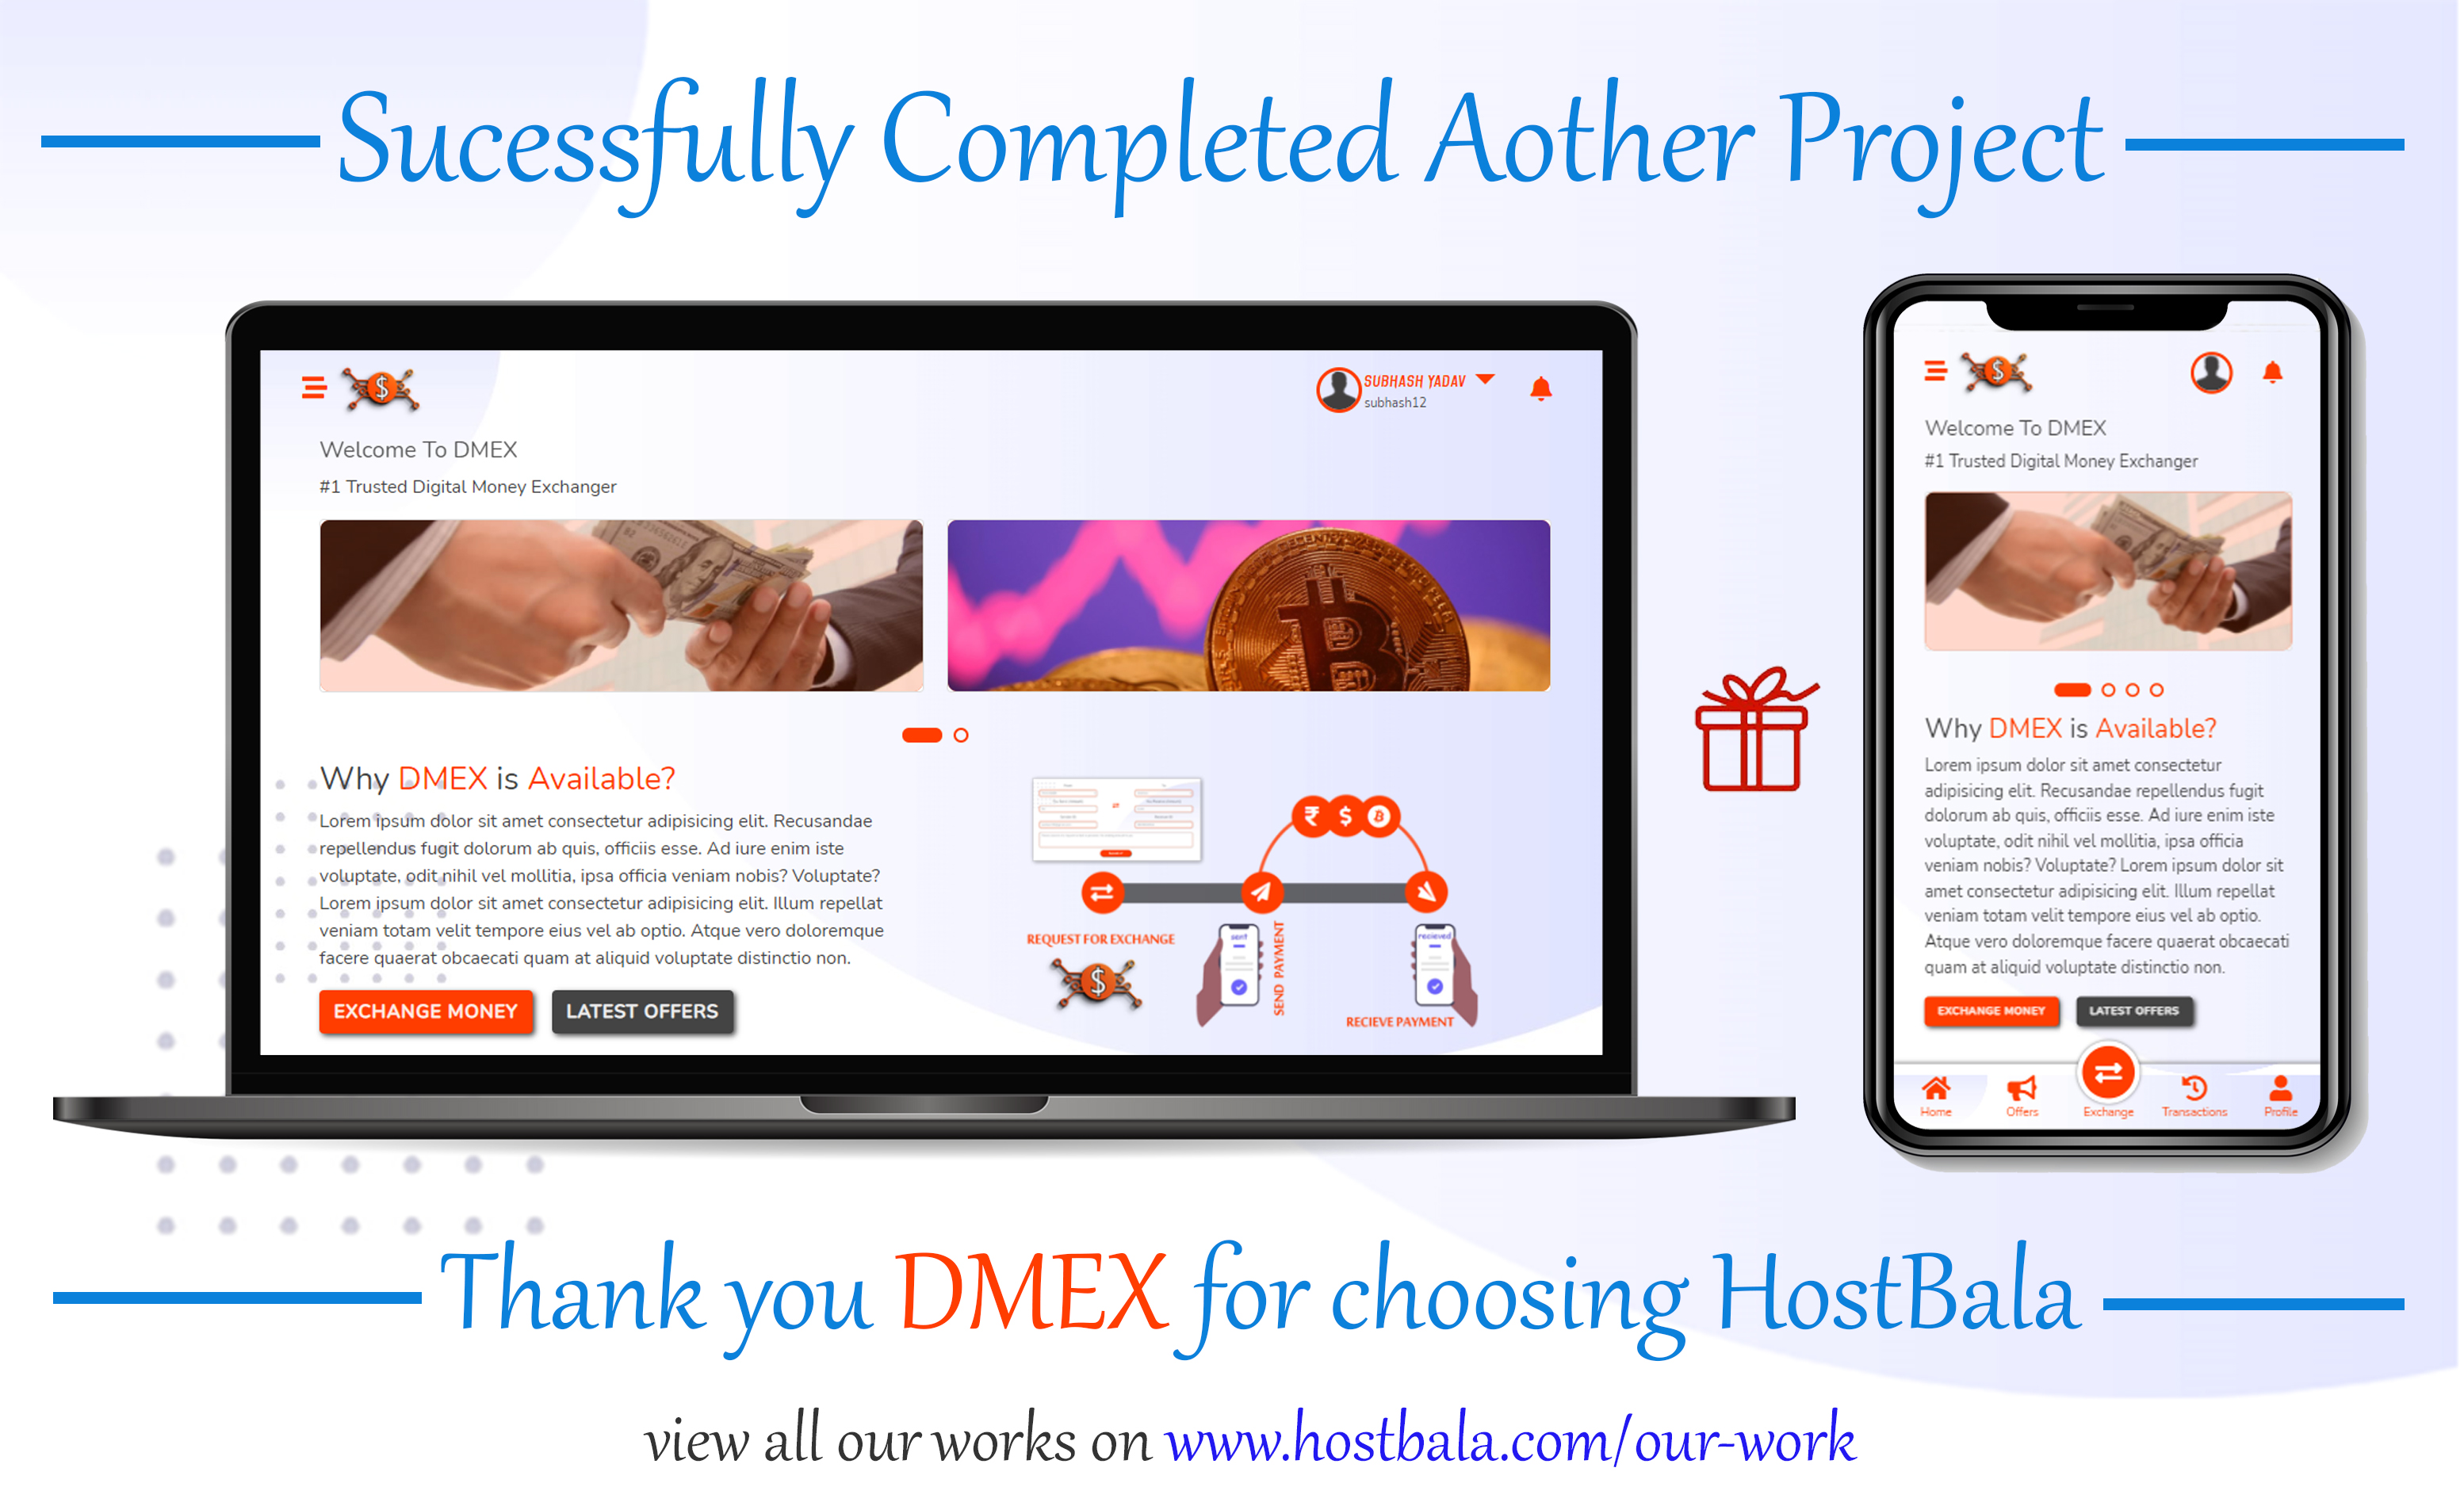 Sucessfully Completed Aother Project
SUBHASH YADAV
subhash12
Welcome To DMEX
#1 Trusted Digital Money Exchanger
Why DMEX is Available?
Lorem ipsum dolor sit amet consectetur adipisicing elit. Recusandae
repellendus fugit dolorum ab quis, officiis esse. Ad iure enim iste
voluptate, odit nihil vel mollitia, ipsa officia veniam nobis? Voluptate?
Lorem ipsum dolor sit amet consectetur adipisicing elit. Illum repellat
veniam totam velit tempore eius vel ab optio. Atque vero doloremque
facere quaerat obcaecati quam at aliquid voluptate distinctio non.
EXCHANGE MONEY
LATEST OFFERS
REQUEST FOR EXCHANGE
sent
SEND PAYMENT
recieved
RECIEVE PAYMENT
Welcome To DMEX
#1 Trusted Digital Money Exchanger
Why DMEX is Available?
Lorem ipsum dolor sit amet consectetur
adipisicing elit. Recusandae repellendus fugit
dolorum ab quis, officiis esse. Ad iure enim iste
voluptate, odit nihil vel mollitia, ipsa officia
veniam nobis? Voluptate? Lorem ipsum dolor sit
amet consectetur adipisicing elit. Illum repellat
veniam totam velit tempore eius vel ab optio.
Atque vero doloremque facere quaerat obcaecati
quam at aliquid voluptate distinctio non.
EXCHANGE MONEY
LATEST OFFERS
Home
Offers
Exchange
Transactions
Profile
Thank you DMEX for choosing HostBala
view all our works on www.hostbala.com/our-work